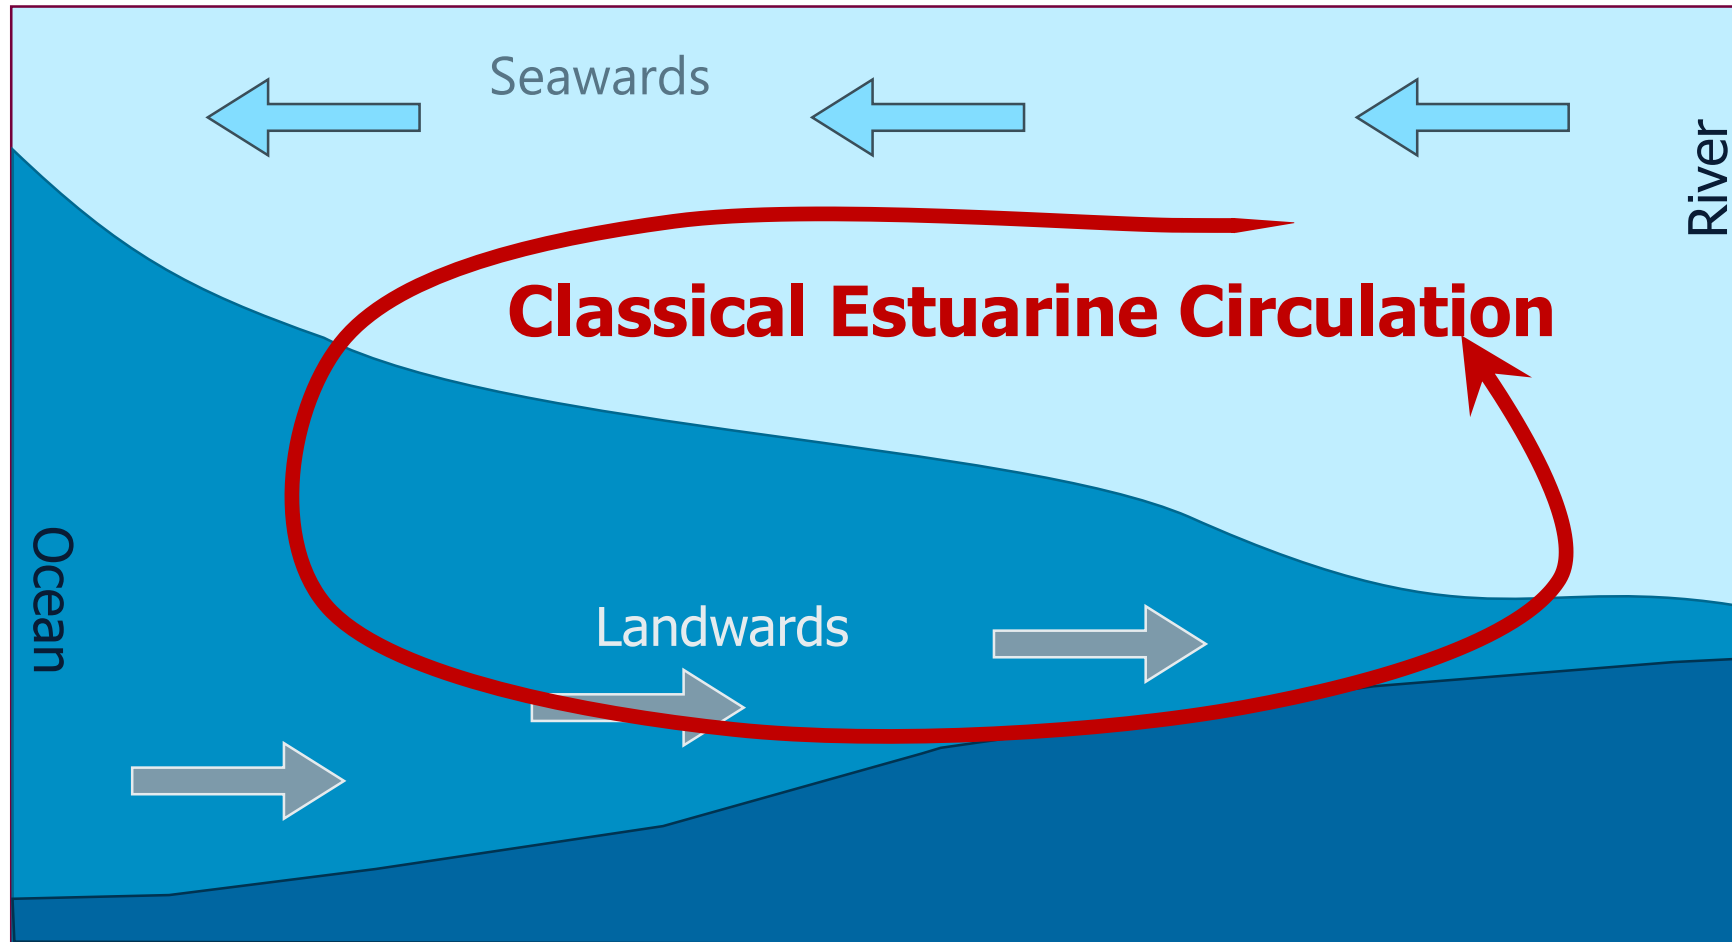 Seawards
River
Classical Estuarine Circulation
Ocean
Landwards